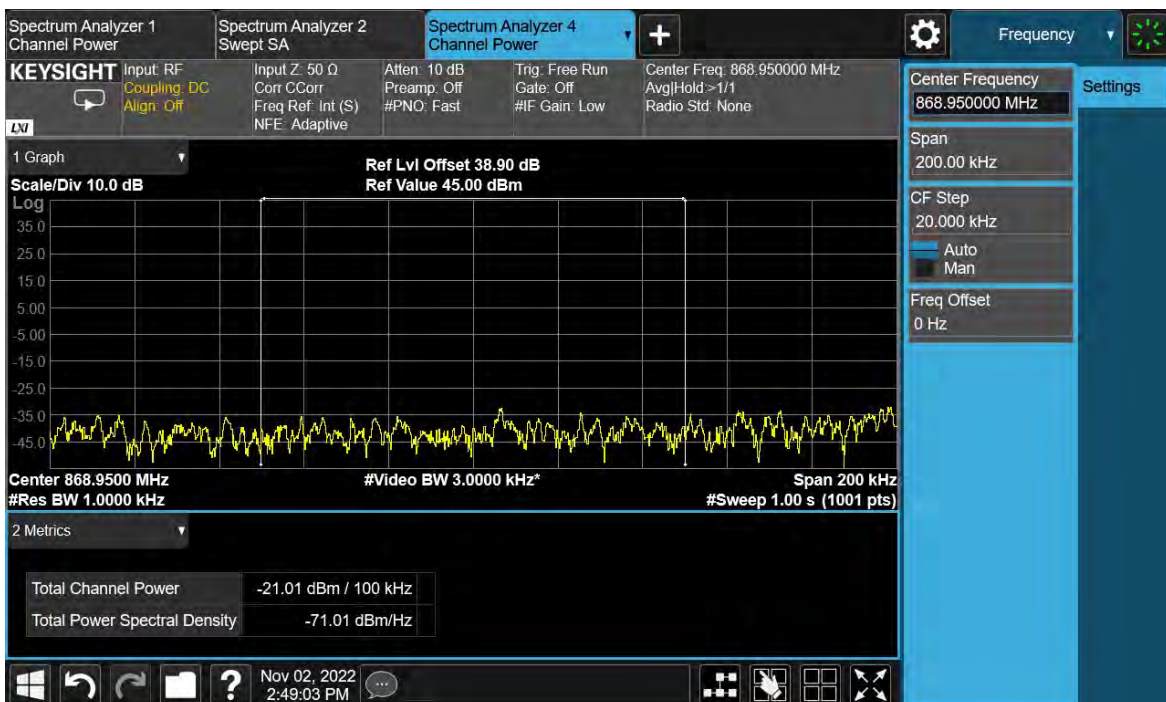 Spectrum Analyzer 1
Channel Power
Spectrum Analyzer 2
Swept SA
Spectrum Analyzer 4
Channel Power
Frequency
KEYSIGHT
LXI
Input: RF
Coupling: DC
Align: Off
Input Z: 50 Ω
Corr CCorr
Freq Ref: Int (S)
NFE: Adaptive
Atten: 10 dB
Preamp: Off
#PNO: Fast
Trig: Free Run
Gate: Off
#IF Gain: Low
Center Freq: 868.950000 MHz
Avg|Hold:>1/1
Radio Std: None
1 Graph
Scale/Div 10.0 dB
Ref Lvl Offset 38.90 dB
Ref Value 45.00 dBm
Log
35.0
25.0
15.0
5.00
-5.00
-15.0
-25.0
-35.0
-45.0
Center 868.9500 MHz
#Res BW 1.0000 kHz
#Video BW 3.0000 kHz*
Span 200 kHz
#Sweep 1.00 s (1001 pts)
2 Metrics
Total Channel Power -21.01 dBm / 100 kHz
Total Power Spectral Density -71.01 dBm/Hz
?
Nov 02, 2022
2:49:03 PM
Center Frequency
868.950000 MHz
Settings
Span
200.00 kHz
CF Step
20.000 kHz
Auto
Man
Freq Offset
0 Hz